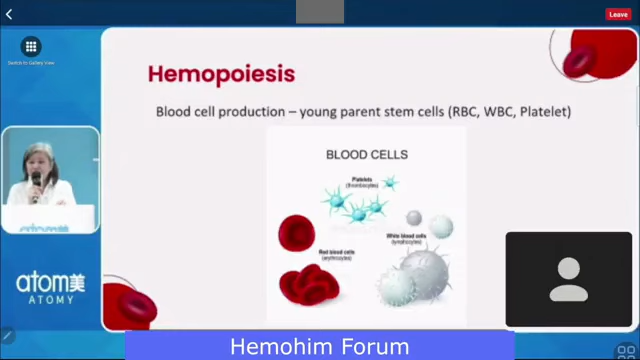 Leave
Switch to Gallery View
Hemopoiesis
Blood cell production – young parent stem cells (RBC, WBC, Platelet)
BLOOD CELLS
Platelets
(thrombocytes)
White blood cells
(lymphocytes)
Red blood cells
(erythrocytes)
atom美
ATOMY
Hemohim Forum